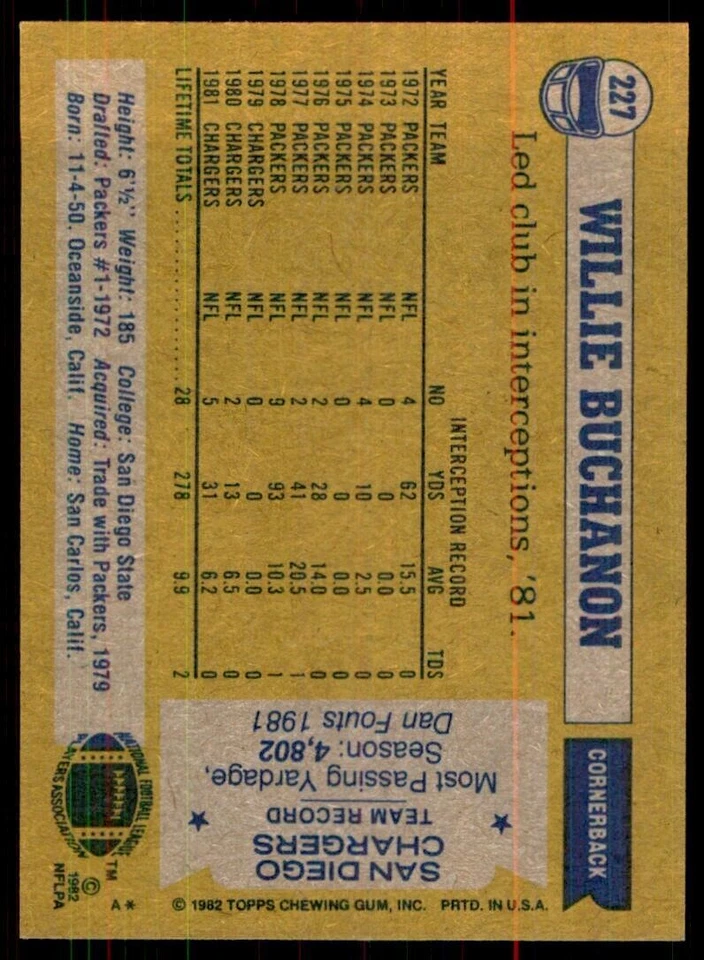 227
WILLIE BUCHANON
CORNERBACK
Led club in interceptions, '81.
INTERCEPTION RECORD
YEAR TEAM NO YDS AVG TDS
1972 PACKERS NFL 4 62 15.5 0
1973 PACKERS NFL 0 0 0.0 0
1974 PACKERS NFL 4 10 2.5 0
1975 PACKERS NFL 0 0 0.0 0
1976 PACKERS NFL 2 28 14.0 0
1977 PACKERS NFL 2 41 20.5 1
1978 PACKERS NFL 9 93 10.3 1
1979 CHARGERS NFL 0 0 0.0 0
1980 CHARGERS NFL 2 13 6.5 0
1981 CHARGERS NFL 5 31 6.2 0
LIFETIME TOTALS .......... 28 278 9.9 2
Height: 6'½" Weight: 185 College: San Diego State
Drafted: Packers #1-1972 Acquired: Trade with Packers, 1979
Born: 11-4-50, Oceanside, Calif. Home: San Carlos, Calif.
SAN DIEGO
CHARGERS
TEAM RECORD
Most Passing Yardage,
Season: 4,802
Dan Fouts 1981
NATIONAL FOOTBALL LEAGUE
PLAYERS ASSOCIATION
TM
© 1982
NFLPA
A*
© 1982 TOPPS CHEWING GUM, INC. PRTD. IN U.S.A.